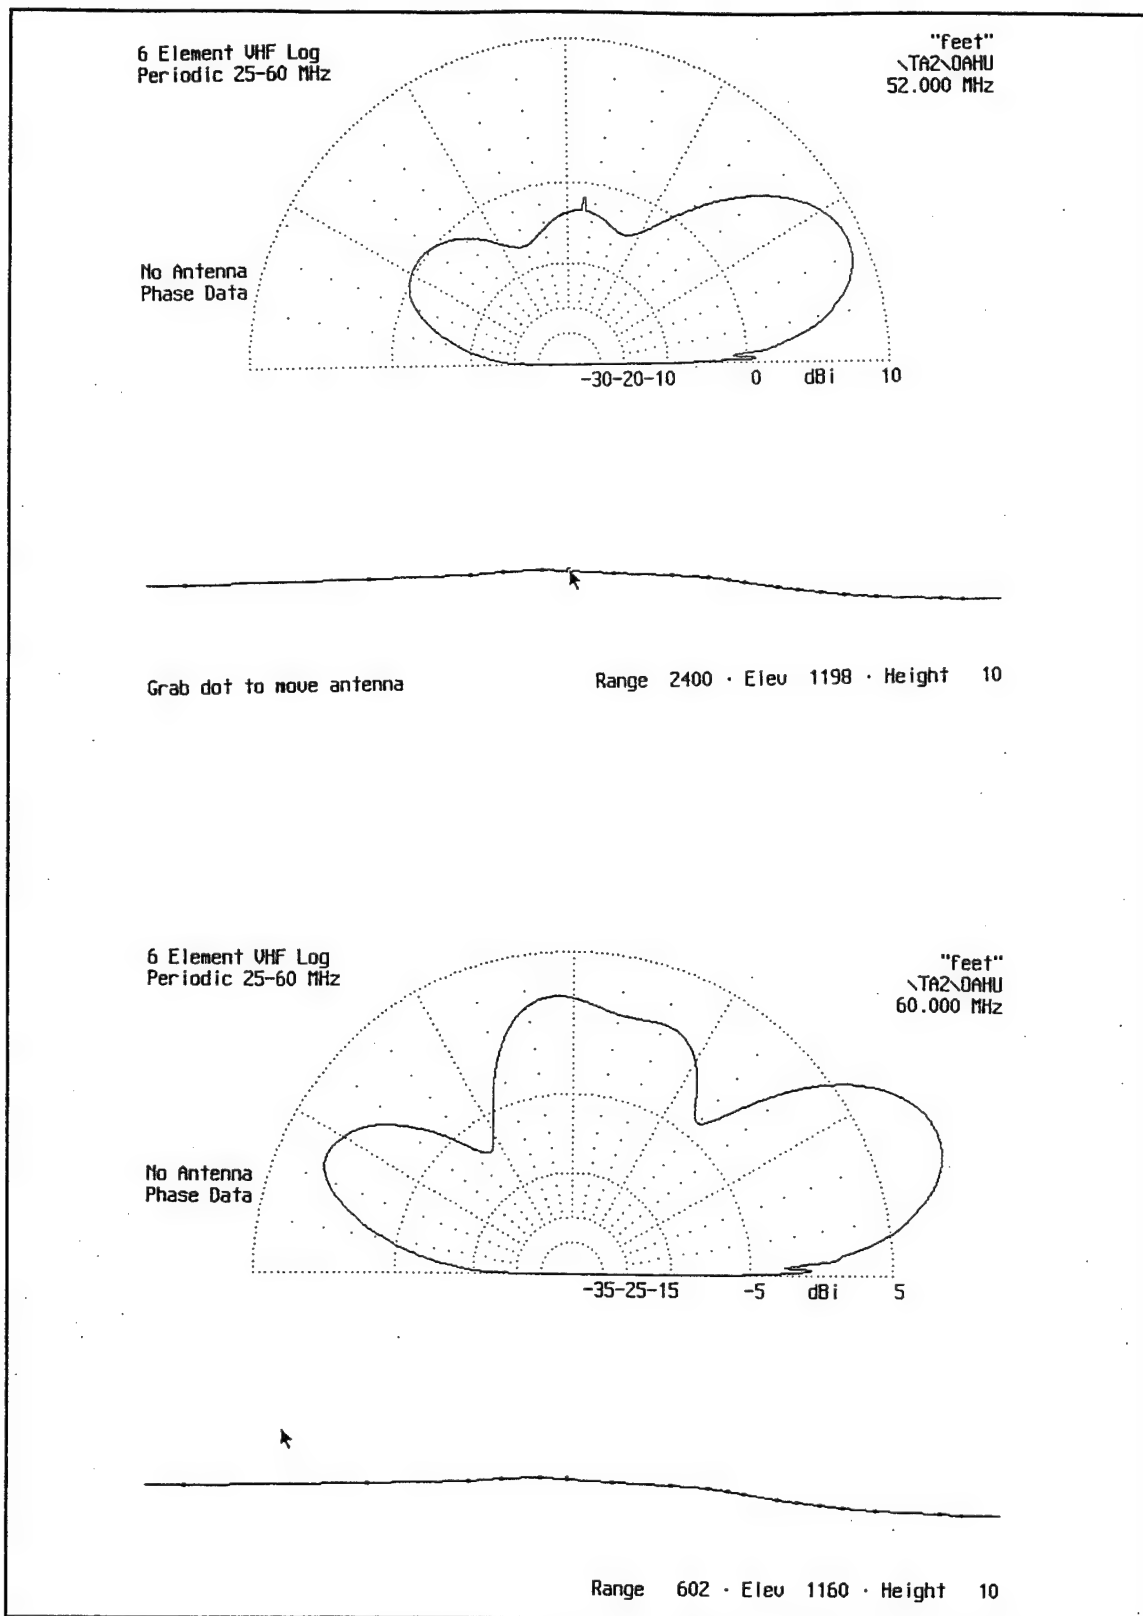 6 Element VHF Log
Periodic 25-60 MHz
"feet"
\TA2\OAHU
52.000 MHz
No Antenna
Phase Data
-30-20-10 0 dBi 10
Grab dot to move antenna
Range 2400 · Elev 1198 · Height 10
6 Element VHF Log
Periodic 25-60 MHz
"feet"
\TA2\OAHU
60.000 MHz
No Antenna
Phase Data
-35-25-15 -5 dBi 5
Range 602 · Elev 1160 · Height 10